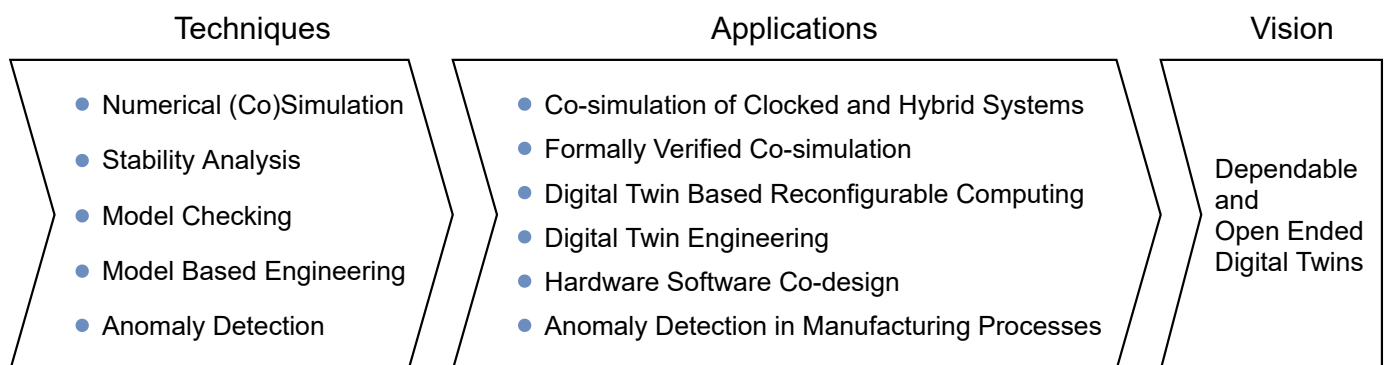 Techniques
Numerical (Co)Simulation
Stability Analysis
Model Checking
Model Based Engineering
Anomaly Detection
Applications
Co-simulation of Clocked and Hybrid Systems
Formally Verified Co-simulation
Digital Twin Based Reconfigurable Computing
Digital Twin Engineering
Hardware Software Co-design
Anomaly Detection in Manufacturing Processes
Vision
Dependable
and
Open Ended
Digital Twins